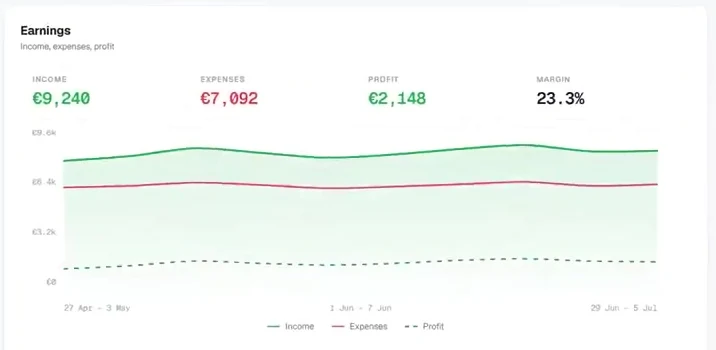 Earnings
Income, expenses, profit
INCOME EXPENSES PROFIT MARGIN
€9,240 €7,092 €2,148 23.3%
€9.6k
€6.4k
€3.2k
€0
27 Apr – 3 May 1 Jun – 7 Jun 29 Jun – 5 Jul
Income Expenses Profit